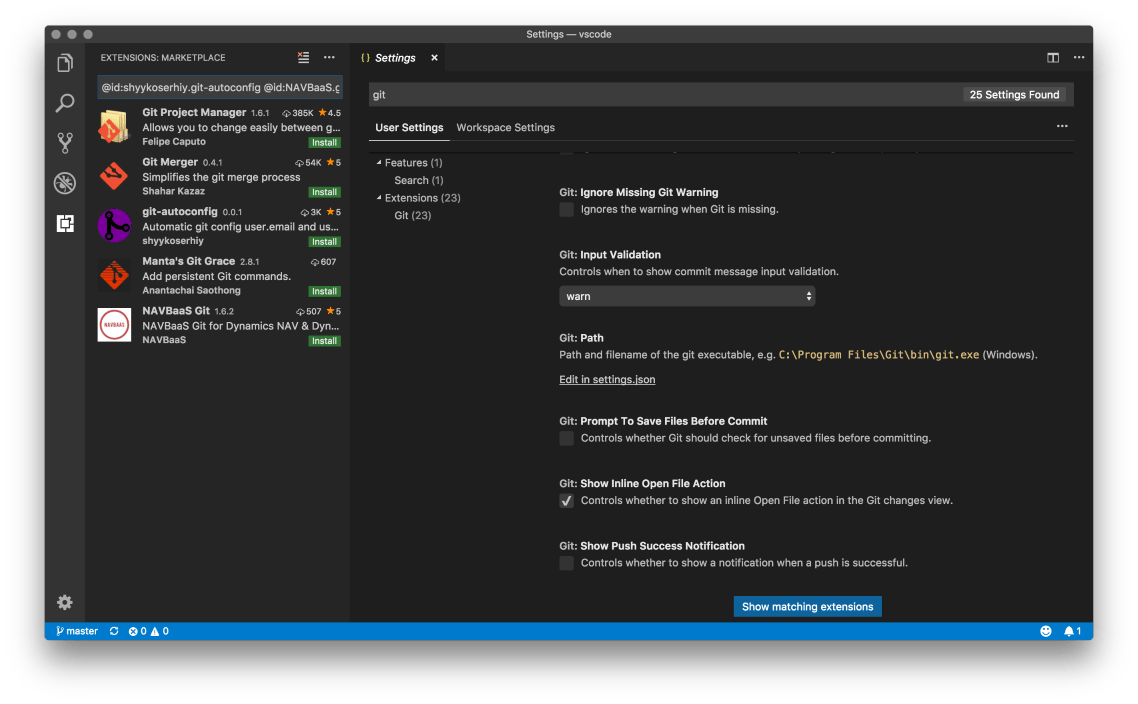 Settings — vscode
EXTENSIONS: MARKETPLACE
@id:shyykoserhiy.git-autoconfig @id:NAVBaaS.g
Git Project Manager 1.6.1 385K ★4.5
Allows you to change easily between g...
Felipe Caputo Install
Git Merger 0.4.1 54K ★5
Simplifies the git merge process
Shahar Kazaz Install
git-autoconfig 0.0.1 3K ★5
Automatic git config user.email and us...
shyykoserhiy Install
Manta's Git Grace 2.8.1 607
Add persistent Git commands.
Anantachai Saothong Install
NAVBaaS Git 1.6.2 507 ★5
NAVBAAS
NAVBaaS Git for Dynamics NAV & Dyn...
NAVBaaS Install
{ } Settings ×
git 25 Settings Found
User Settings Workspace Settings
Features (1)
Search (1)
Extensions (23)
Git (23)
Git: Ignore Missing Git Warning
Ignores the warning when Git is missing.
Git: Input Validation
Controls when to show commit message input validation.
warn
Git: Path
Path and filename of the git executable, e.g. C:\Program Files\Git\bin\git.exe (Windows).
Edit in settings.json
Git: Prompt To Save Files Before Commit
Controls whether Git should check for unsaved files before committing.
Git: Show Inline Open File Action
Controls whether to show an inline Open File action in the Git changes view.
Git: Show Push Success Notification
Controls whether to show a notification when a push is successful.
Show matching extensions
master 0 0 1